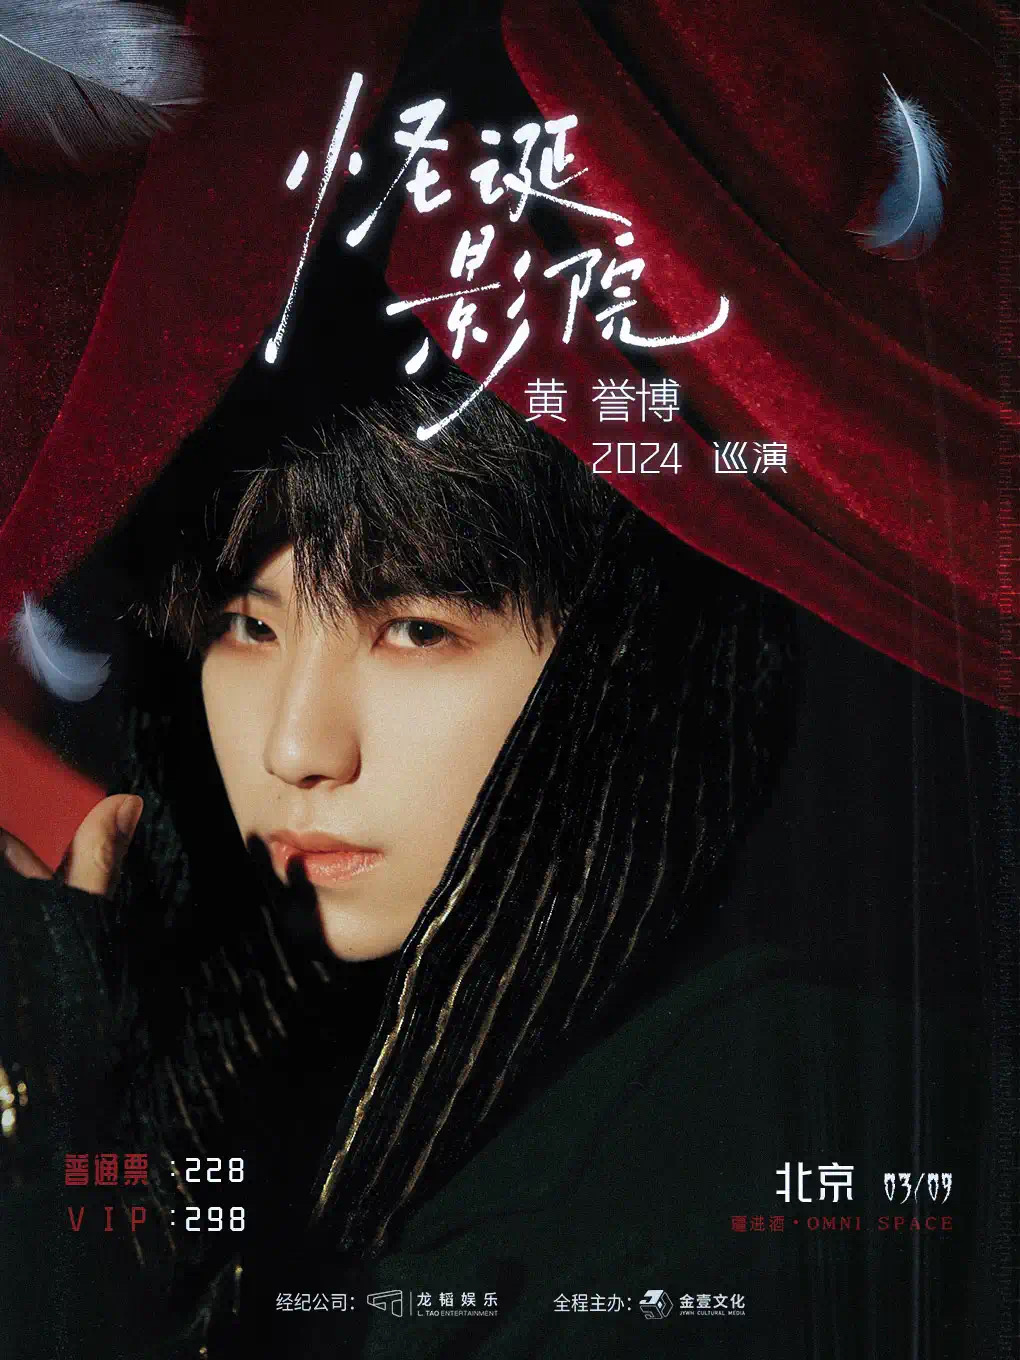 怪诞
影院
黄 誉博
2024 巡演
普通票:228
VIP:298
北京 03/09
疆进酒·OMNI SPACE
经纪公司: 龙韬娱乐
L.TAO ENTERTAINMENT
全程主办: 金壹文化
JYWH CULTURAL MEDIA